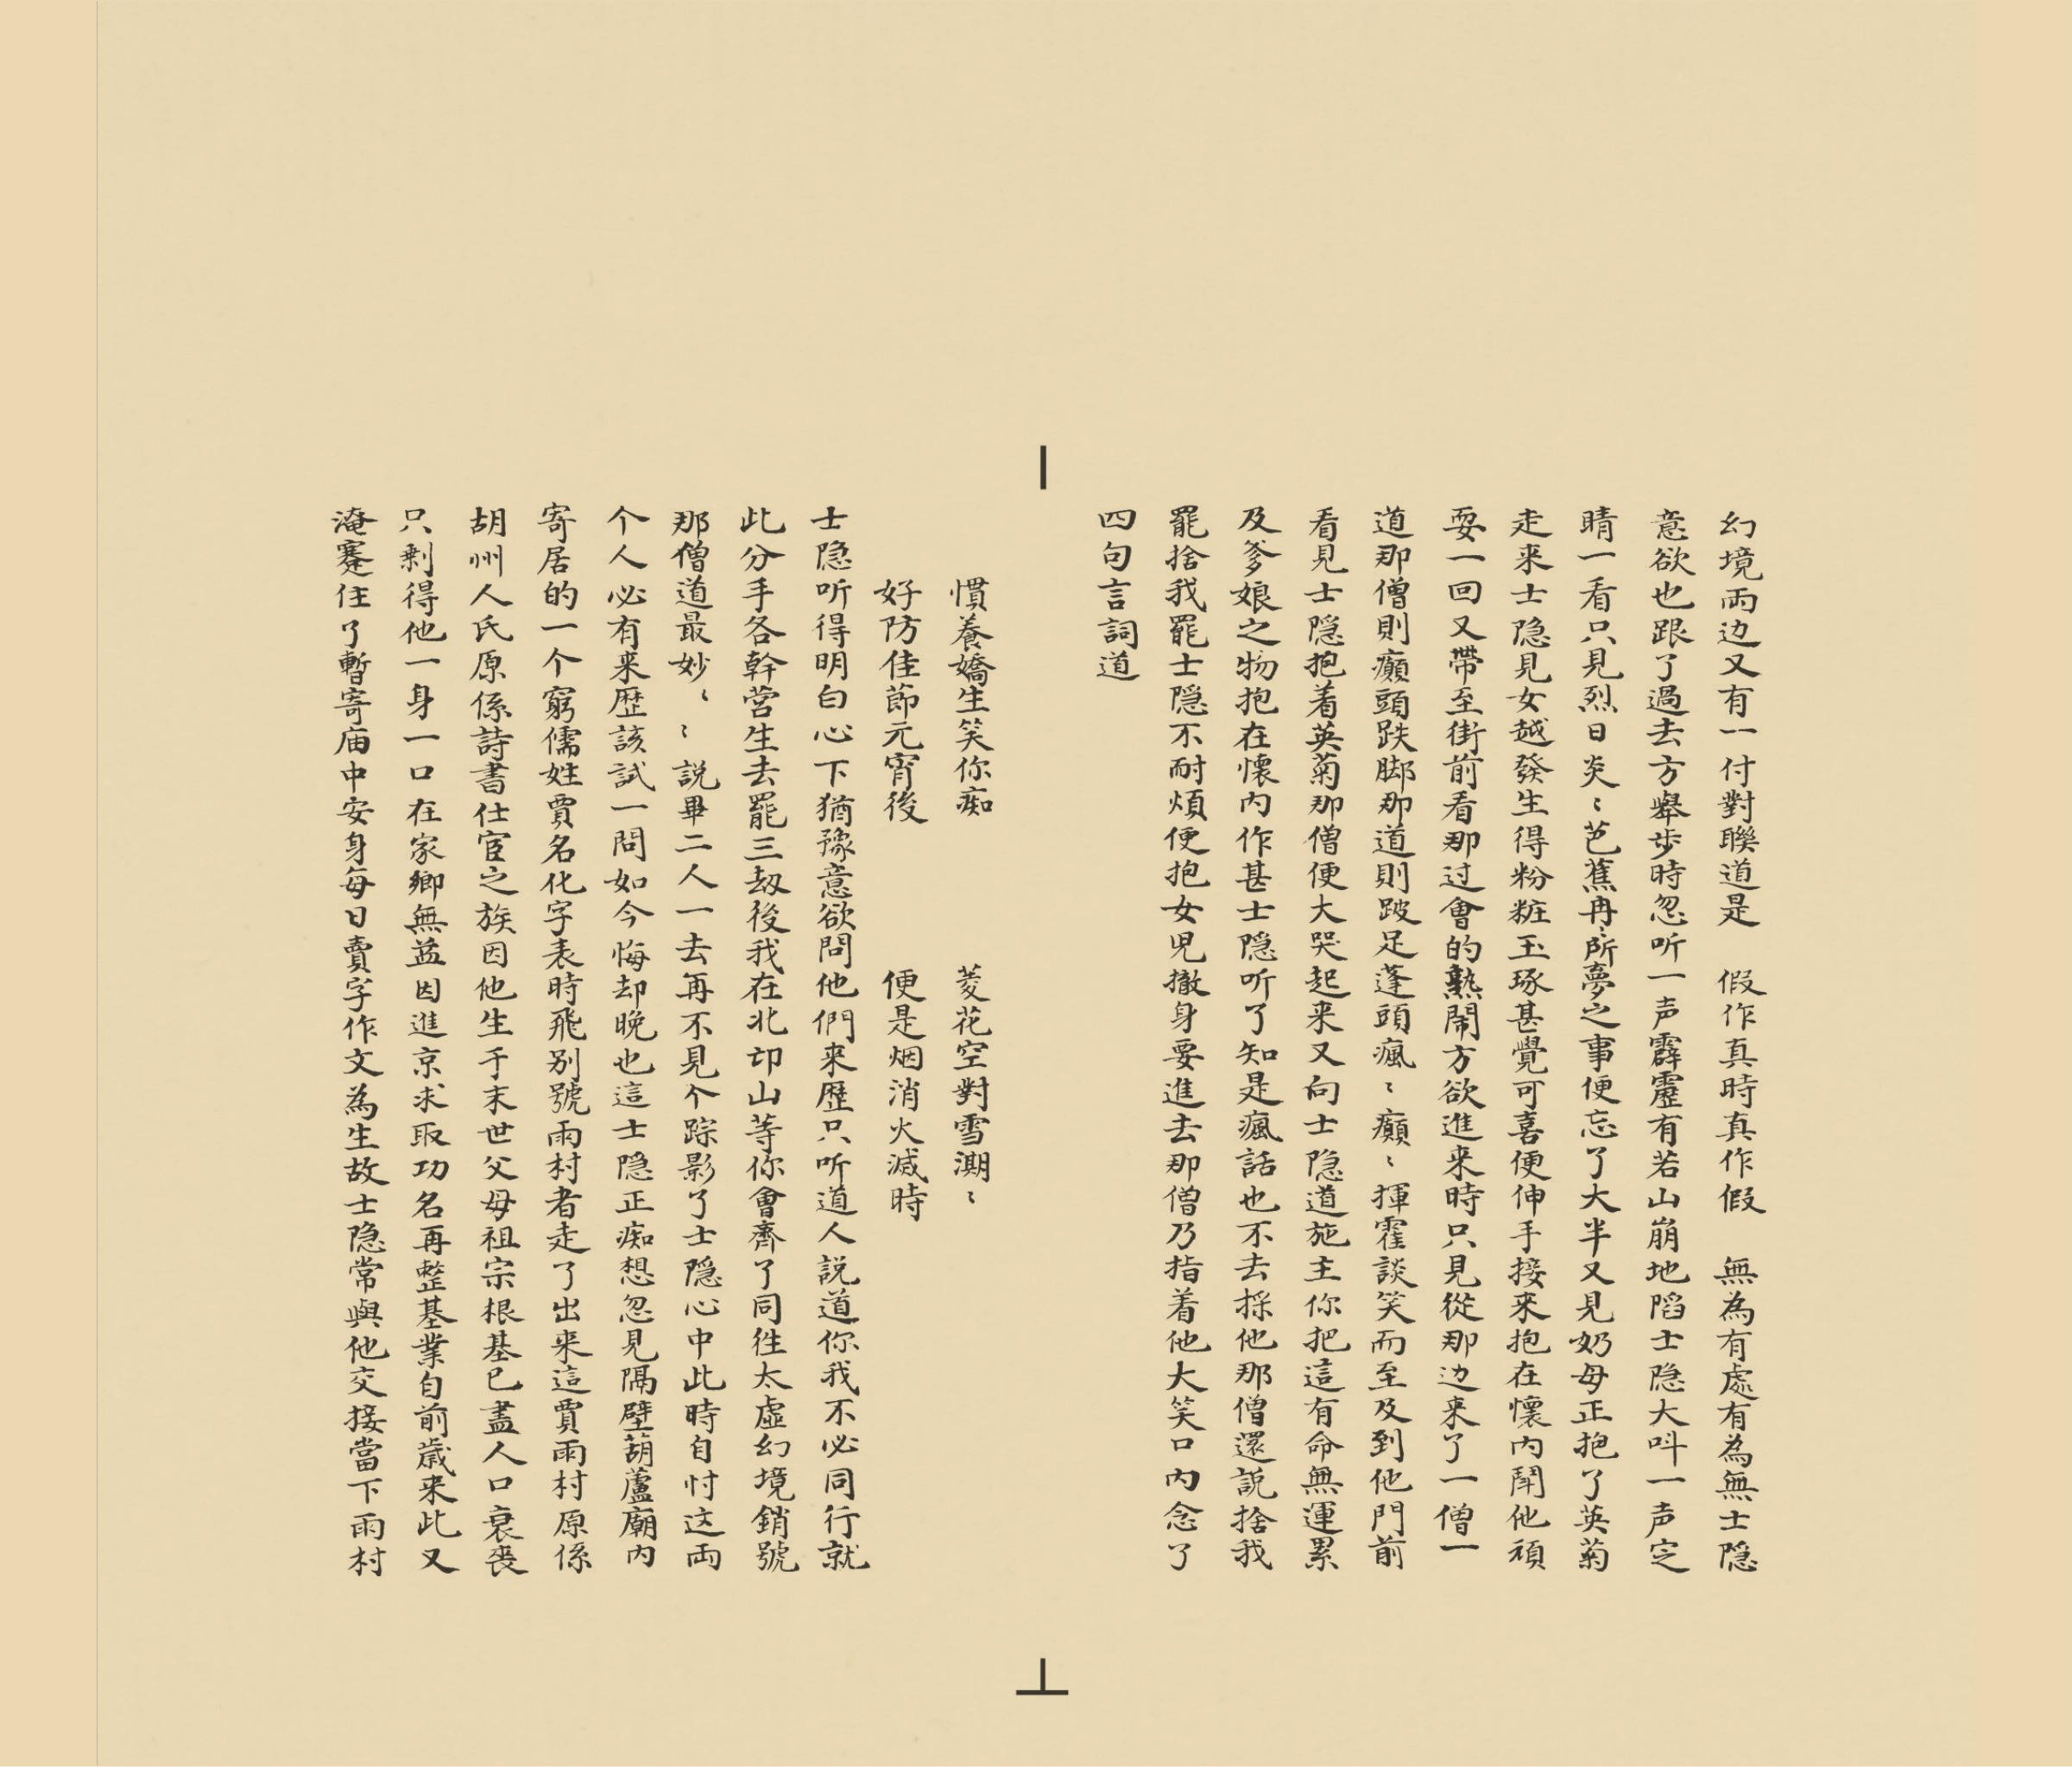 幻境両边又有一付對聯道是　假作真時真作假　無為有處有為無士隐
意欲也跟了過去方舉歩時忽听一声霹靂有若山崩地陷士隐大呌一声定
睛一看只見烈日炎〻芭蕉冉〻所夢之事便忘了大半又見奶母正抱了英菊
走来士隐見女越發生得粉粧玉琢甚覺可喜便伸手接来抱在懷内鬦他頑
耍一回又帶至街前看那过會的熱鬧方欲進来時只見從那边来了一僧一
道那僧則癩頭跣脚那道則跛足蓬頭瘋〻癲〻揮霍談笑而至及到他門前
看見士隐抱着英菊那僧便大哭起来又向士隐道施主你把這有命無運累
及爹娘之物抱在懷内作甚士隐听了知是瘋話也不去採他那僧還説捨我
罷捨我罷士隐不耐煩便抱女児撤身要進去那僧乃指着他大笑口内念了
四句言詞道
慣養嬌生笑你痴　菱花空對雪澌〻
好防佳節元宵後　便是烟消火滅時
士隐听得明白心下猶豫意欲問他們来歷只听道人説道你我不必同行就
此分手各幹营生去罷三劫後我在北邙山等你會齊了同徃太虛幻境銷號
那僧道最妙〻〻説畢二人一去再不見个踪影了士隐心中此時自忖这両
个人必有来歴該試一問如今悔却晚也這士隐正痴想忽見隔壁葫蘆廟内
寄居的一个窮儒姓賈名化字表時飛别號雨村者走了出来這賈雨村原係
胡州人氏原係詩書仕宦之族因他生于末世父母祖宗根基已盡人口衰喪
只剩得他一身一口在家鄉無益因進京求取功名再整基業自前歲来此又
淹蹇住了暫寄庙中安身每日賣字作文為生故士隐常與他交接當下雨村